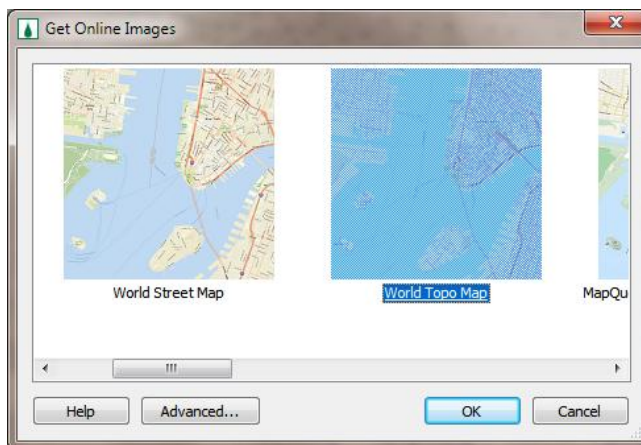 Get Online Images
World Street Map
World Topo Map
MapQu
Help
Advanced...
OK
Cancel